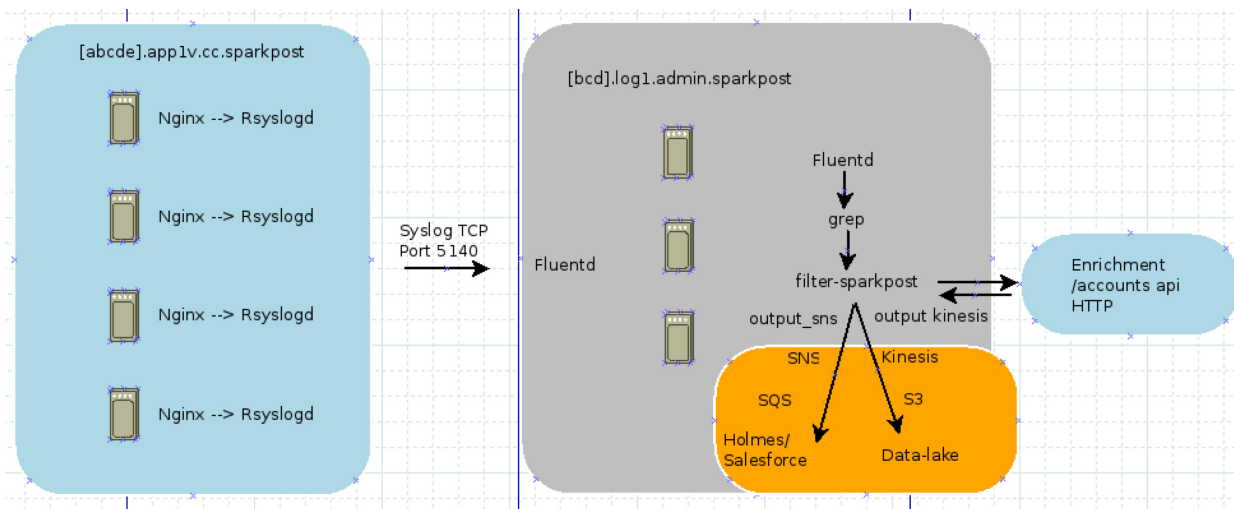 [abcde].app1v.cc.sparkpost
Nginx --> Rsyslogd
Nginx --> Rsyslogd
Nginx --> Rsyslogd
Nginx --> Rsyslogd
Syslog TCP
Port 5140
[bcd].log1.admin.sparkpost
Fluentd
Fluentd
grep
filter-sparkpost
output_sns
output kinesis
SNS
Kinesis
SQS
S3
Holmes/
Salesforce
Data-lake
Enrichment
/accounts api
HTTP